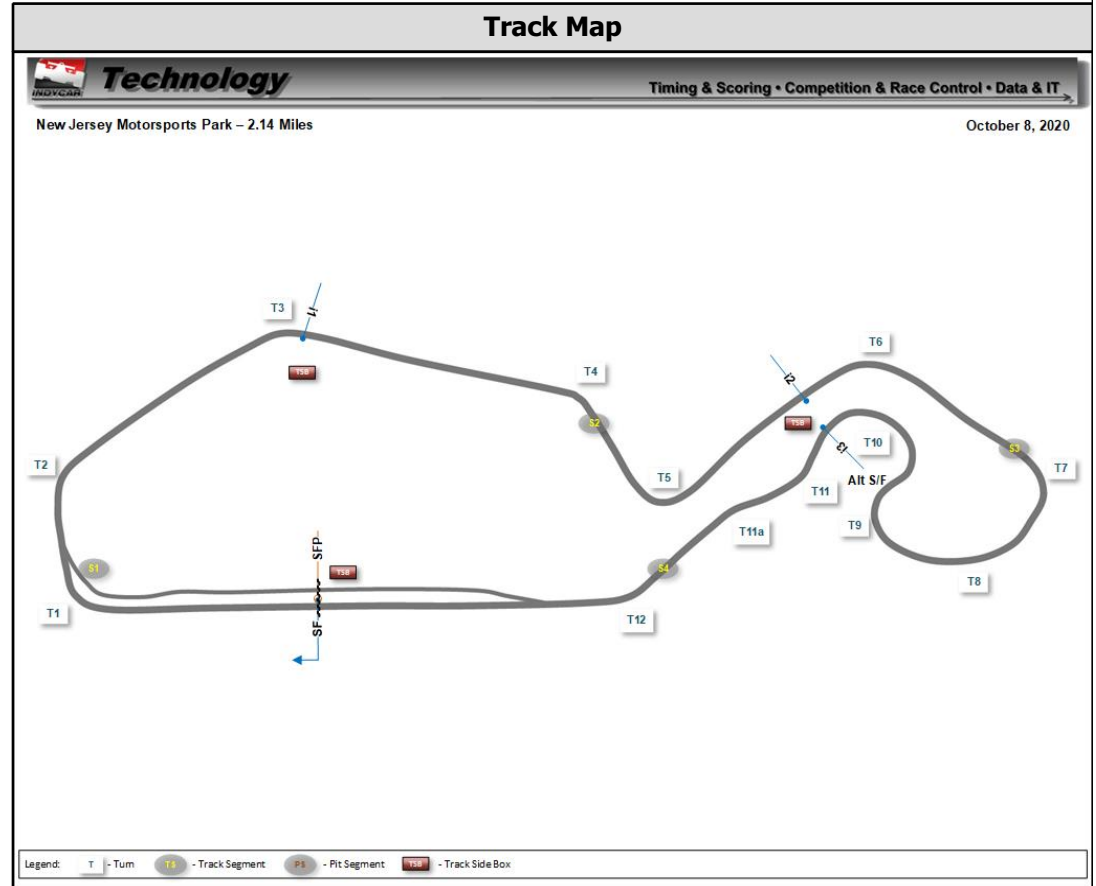 Track Map
INDYCAR
Technology
Timing & Scoring • Competition & Race Control • Data & IT
New Jersey Motorsports Park – 2.14 Miles
October 8, 2020
T3
i1
TSB
T4
S2
T6
i2
TSB
i3
T10
Alt S/F
S3
T7
T2
T5
T11
T9
T11a
S1
SFP
TSB
S4
T8
T1
SF
T12
Legend:
T - Turn
TS - Track Segment
PS - Pit Segment
TSB - Track Side Box